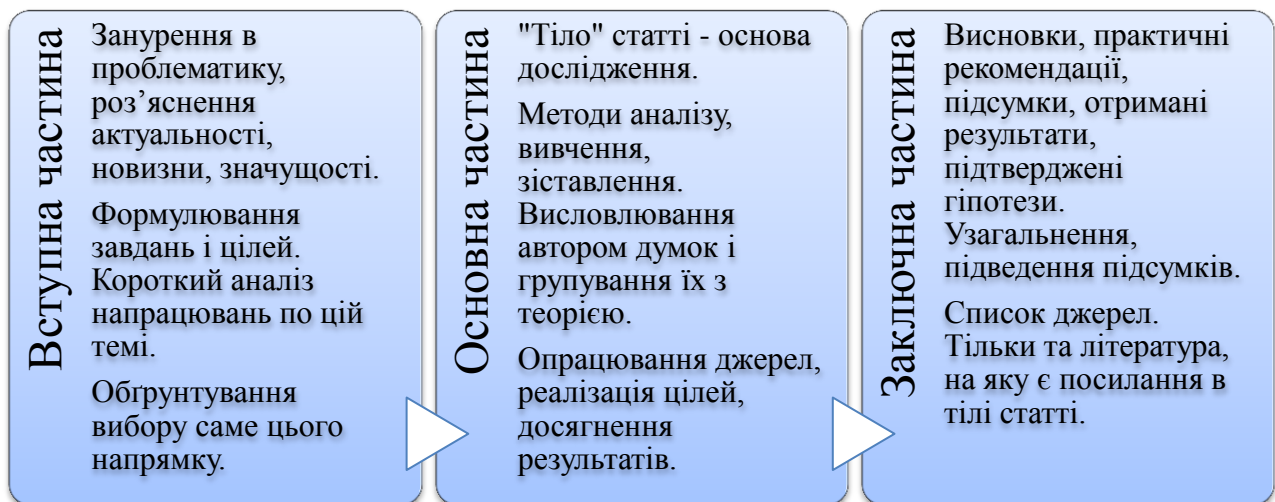 Вступна частина
Занурення в
проблематику,
роз’яснення
актуальності,
новизни, значущості.
Формулювання
завдань і цілей.
Короткий аналіз
напрацювань по цій
темі.
Обґрунтування
вибору саме цього
напрямку.
Основна частина
"Тіло" статті - основа
дослідження.
Методи аналізу,
вивчення,
зіставлення.
Висловлювання
автором думок і
групування їх з
теорією.
Опрацювання джерел,
реалізація цілей,
досягнення
результатів.
Заключна частина
Висновки, практичні
рекомендації,
підсумки, отримані
результати,
підтверджені
гіпотези.
Узагальнення,
підведення підсумків.
Список джерел.
Тільки та література,
на яку є посилання в
тілі статті.